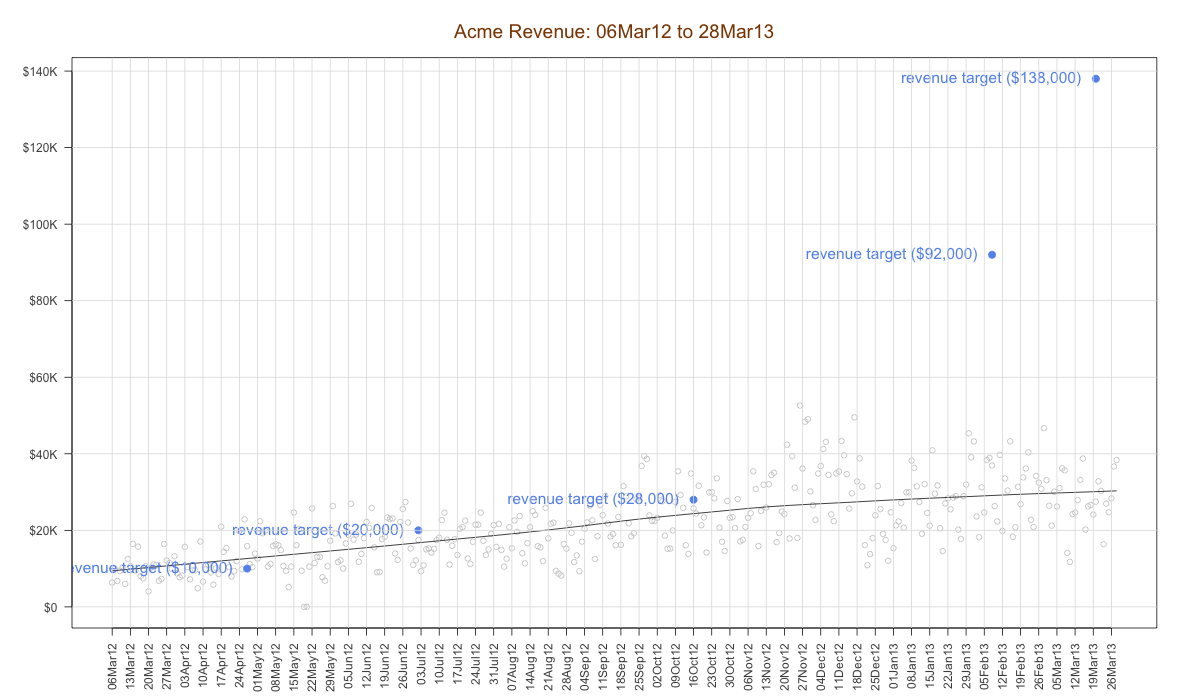 Acme Revenue: 06Mar12 to 28Mar13
$140K
revenue target ($138,000)
$120K
$100K
revenue target ($92,000)
$80K
$60K
$40K
revenue target ($28,000)
$20K
revenue target ($20,000)
evenue target ($10,000)
$0
06Mar12
13Mar12
20Mar12
27Mar12
03Apr12
10Apr12
17Apr12
24Apr12
01May12
08May12
15May12
22May12
29May12
05Jun12
12Jun12
19Jun12
26Jun12
03Jul12
10Jul12
17Jul12
24Jul12
31Jul12
07Aug12
14Aug12
21Aug12
28Aug12
04Sep12
11Sep12
18Sep12
25Sep12
02Oct12
09Oct12
16Oct12
23Oct12
30Oct12
06Nov12
13Nov12
20Nov12
27Nov12
04Dec12
11Dec12
18Dec12
25Dec12
01Jan13
08Jan13
15Jan13
22Jan13
29Jan13
05Feb13
12Feb13
19Feb13
26Feb13
05Mar13
12Mar13
19Mar13
26Mar13